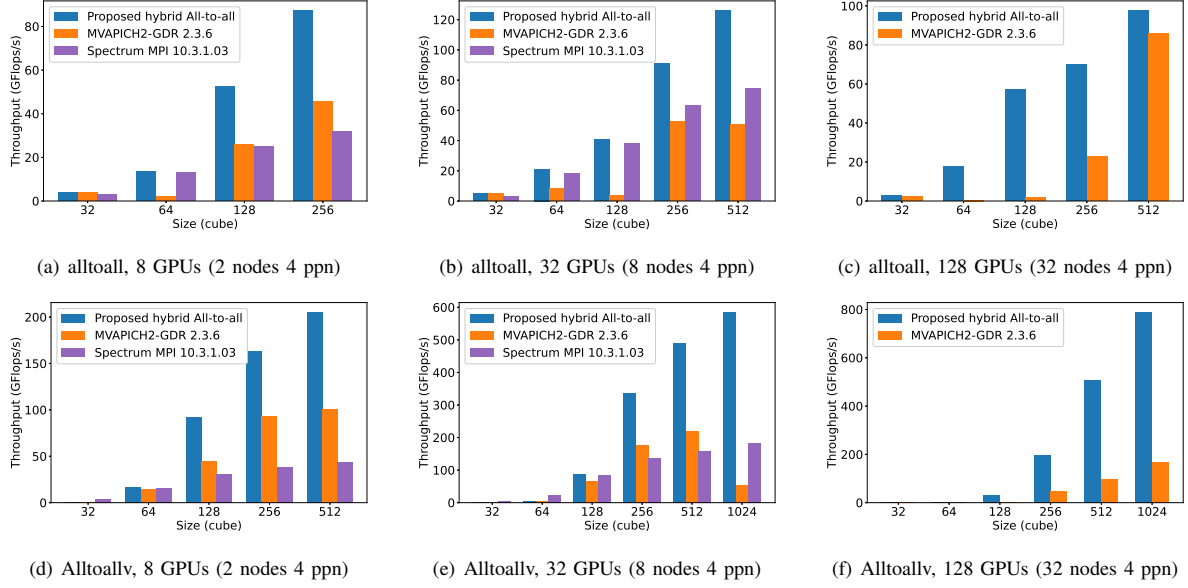 Throughput (GFlops/s)
80
60
40
20
0
Proposed hybrid All-to-all
MVAPICH2-GDR 2.3.6
Spectrum MPI 10.3.1.03
32 64 128 256
Size (cube)
(a) alltoall, 8 GPUs (2 nodes 4 ppn)
Throughput (GFlops/s)
120
100
80
60
40
20
0
Proposed hybrid All-to-all
MVAPICH2-GDR 2.3.6
Spectrum MPI 10.3.1.03
32 64 128 256 512
Size (cube)
(b) alltoall, 32 GPUs (8 nodes 4 ppn)
Throughput (GFlops/s)
100
80
60
40
20
0
Proposed hybrid All-to-all
MVAPICH2-GDR 2.3.6
32 64 128 256 512
Size (cube)
(c) alltoall, 128 GPUs (32 nodes 4 ppn)
Throughput (GFlops/s)
200
150
100
50
0
Proposed hybrid All-to-all
MVAPICH2-GDR 2.3.6
Spectrum MPI 10.3.1.03
32 64 128 256 512
Size (cube)
(d) Alltoallv, 8 GPUs (2 nodes 4 ppn)
Throughput (GFlops/s)
600
500
400
300
200
100
0
Proposed hybrid All-to-all
MVAPICH2-GDR 2.3.6
Spectrum MPI 10.3.1.03
32 64 128 256 512 1024
Size (cube)
(e) Alltoallv, 32 GPUs (8 nodes 4 ppn)
Throughput (GFlops/s)
800
600
400
200
0
Proposed hybrid All-to-all
MVAPICH2-GDR 2.3.6
32 64 128 256 512 1024
Size (cube)
(f) Alltoallv, 128 GPUs (32 nodes 4 ppn)